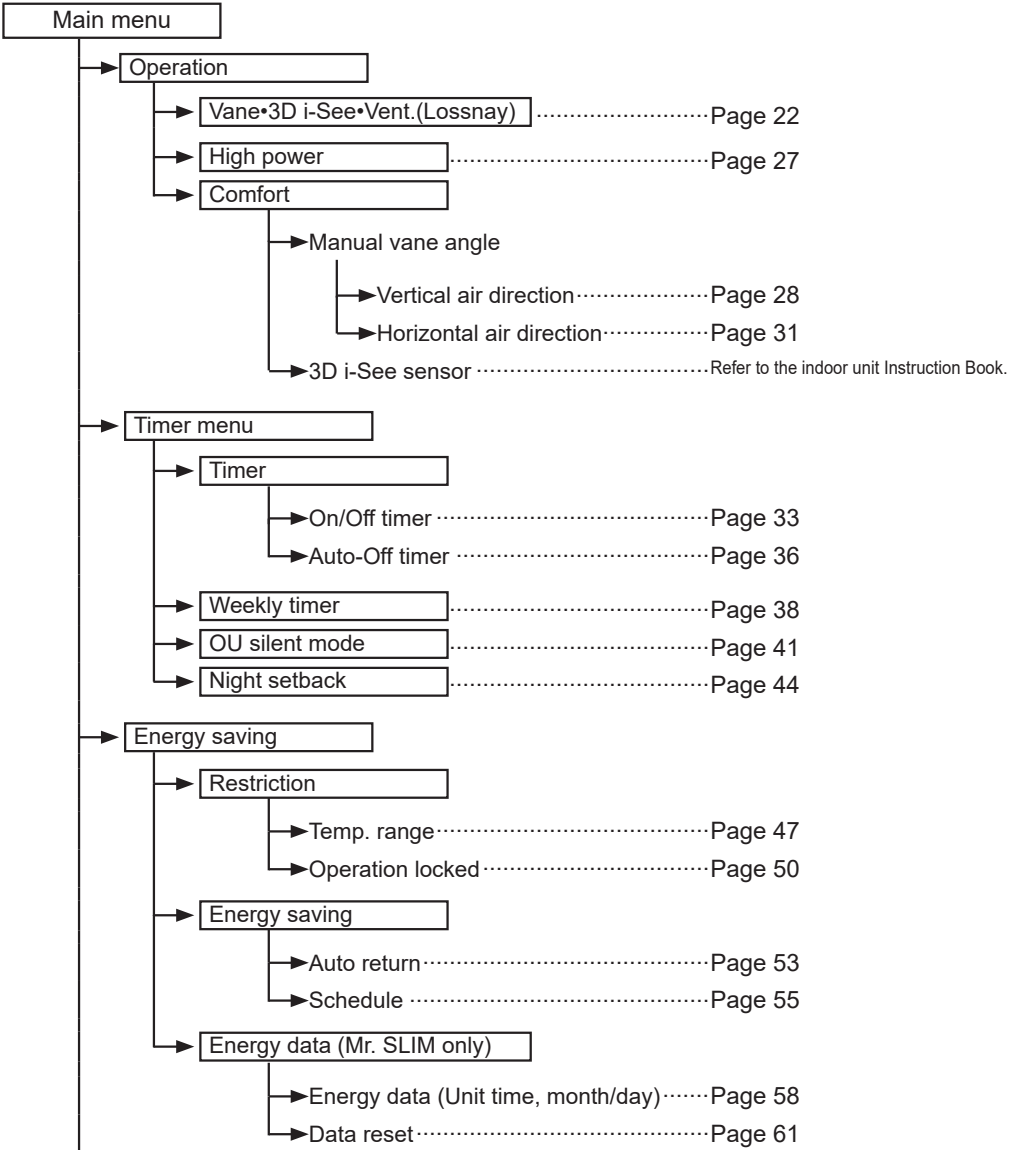 Main menu
Operation
Vane•3D i-See•Vent.(Lossnay) Page 22
High power Page 27
Comfort
Manual vane angle
Vertical air direction Page 28
Horizontal air direction Page 31
3D i-See sensor Refer to the indoor unit Instruction Book.
Timer menu
Timer
On/Off timer Page 33
Auto-Off timer Page 36
Weekly timer Page 38
OU silent mode Page 41
Night setback Page 44
Energy saving
Restriction
Temp. range Page 47
Operation locked Page 50
Energy saving
Auto return Page 53
Schedule Page 55
Energy data (Mr. SLIM only)
Energy data (Unit time, month/day) Page 58
Data reset Page 61